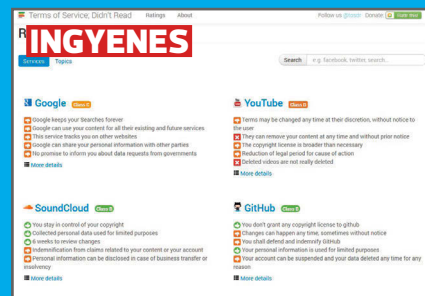 Terms of Service; Didn't Read Ratings About Follow us @tosdr Donate
R
INGYENES
Services Topics
Search e.g. facebook, twitter, search...
Google Class C
Google keeps your Searches forever
Google can use your content for all their existing and future services
This service tracks you on other websites
Google can share your personal information with other parties
No promise to inform you about data requests from governments
More details
YouTube Class D
Terms may be changed any time at their discretion, without notice to
the user
They can remove your content at any time and without prior notice
The copyright license is broader than necessary
Reduction of legal period for cause of action
Deleted videos are not really deleted
More details
SoundCloud Class B
You stay in control of your copyright
Collected personal data used for limited purposes
6 weeks to review changes
Indemnification from claims related to your content or your account
Personal information can be disclosed in case of business transfer or
insolvency
More details
GitHub Class B
You don't grant any copyright license to github
Changes can happen any time, sometimes without notice
You shall defend and indemnify GitHub
Your personal information is used for limited purposes
Your account can be suspended and your data deleted any time for any
reason
More details